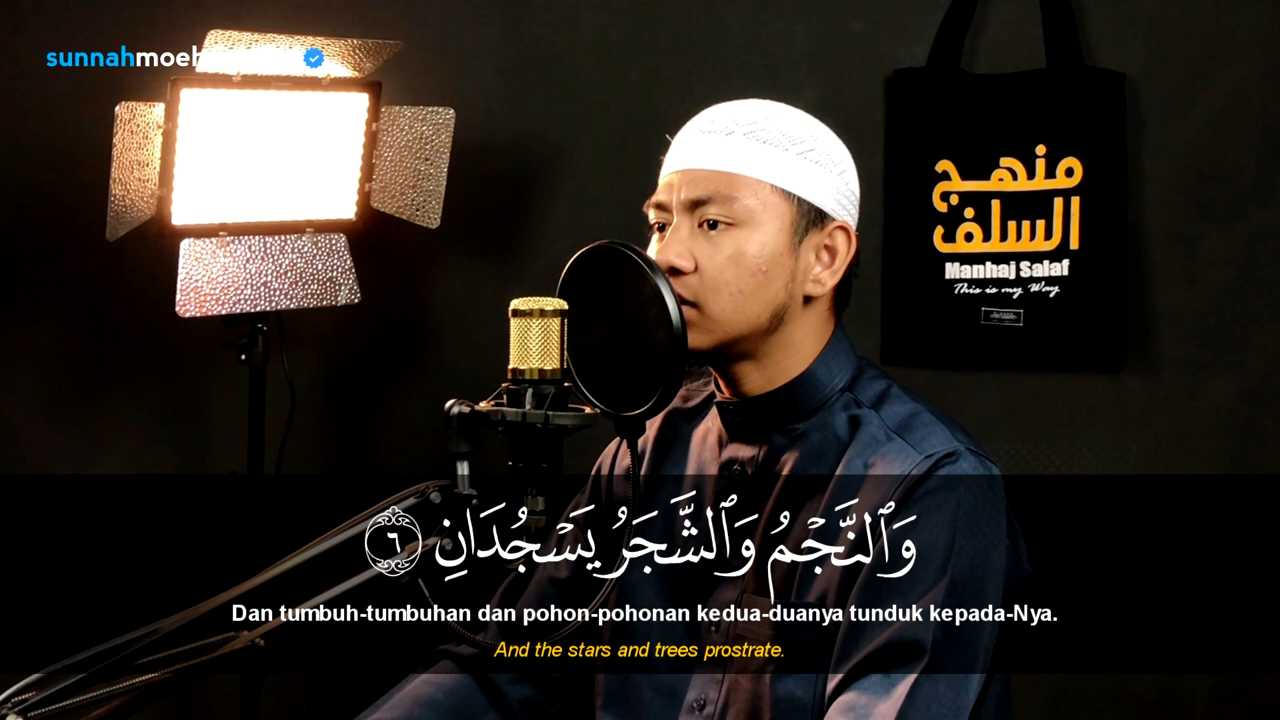 sunnahmoeh
منهج
السلف
Manhaj Salaf
This is my Way
وَٱلنَّجْمُ وَٱلشَّجَرُ يَسْجُدَانِ ٦
Dan tumbuh-tumbuhan dan pohon-pohonan kedua-duanya tunduk kepada-Nya.
And the stars and trees prostrate.